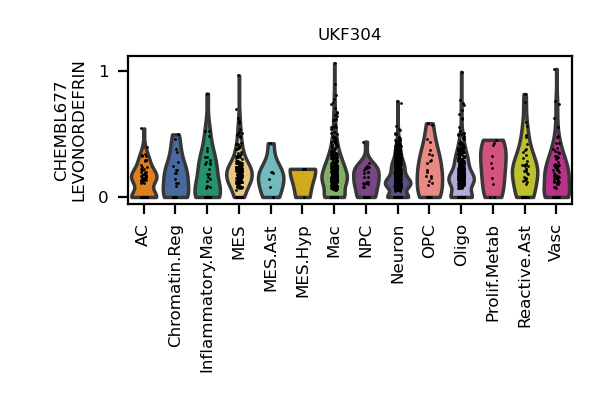 UKF304
CHEMBL677
LEVONORDEFRIN
1
0
AC
Chromatin.Reg
Inflammatory.Mac
MES
MES.Ast
MES.Hyp
Mac
NPC
Neuron
OPC
Oligo
Prolif.Metab
Reactive.Ast
Vasc